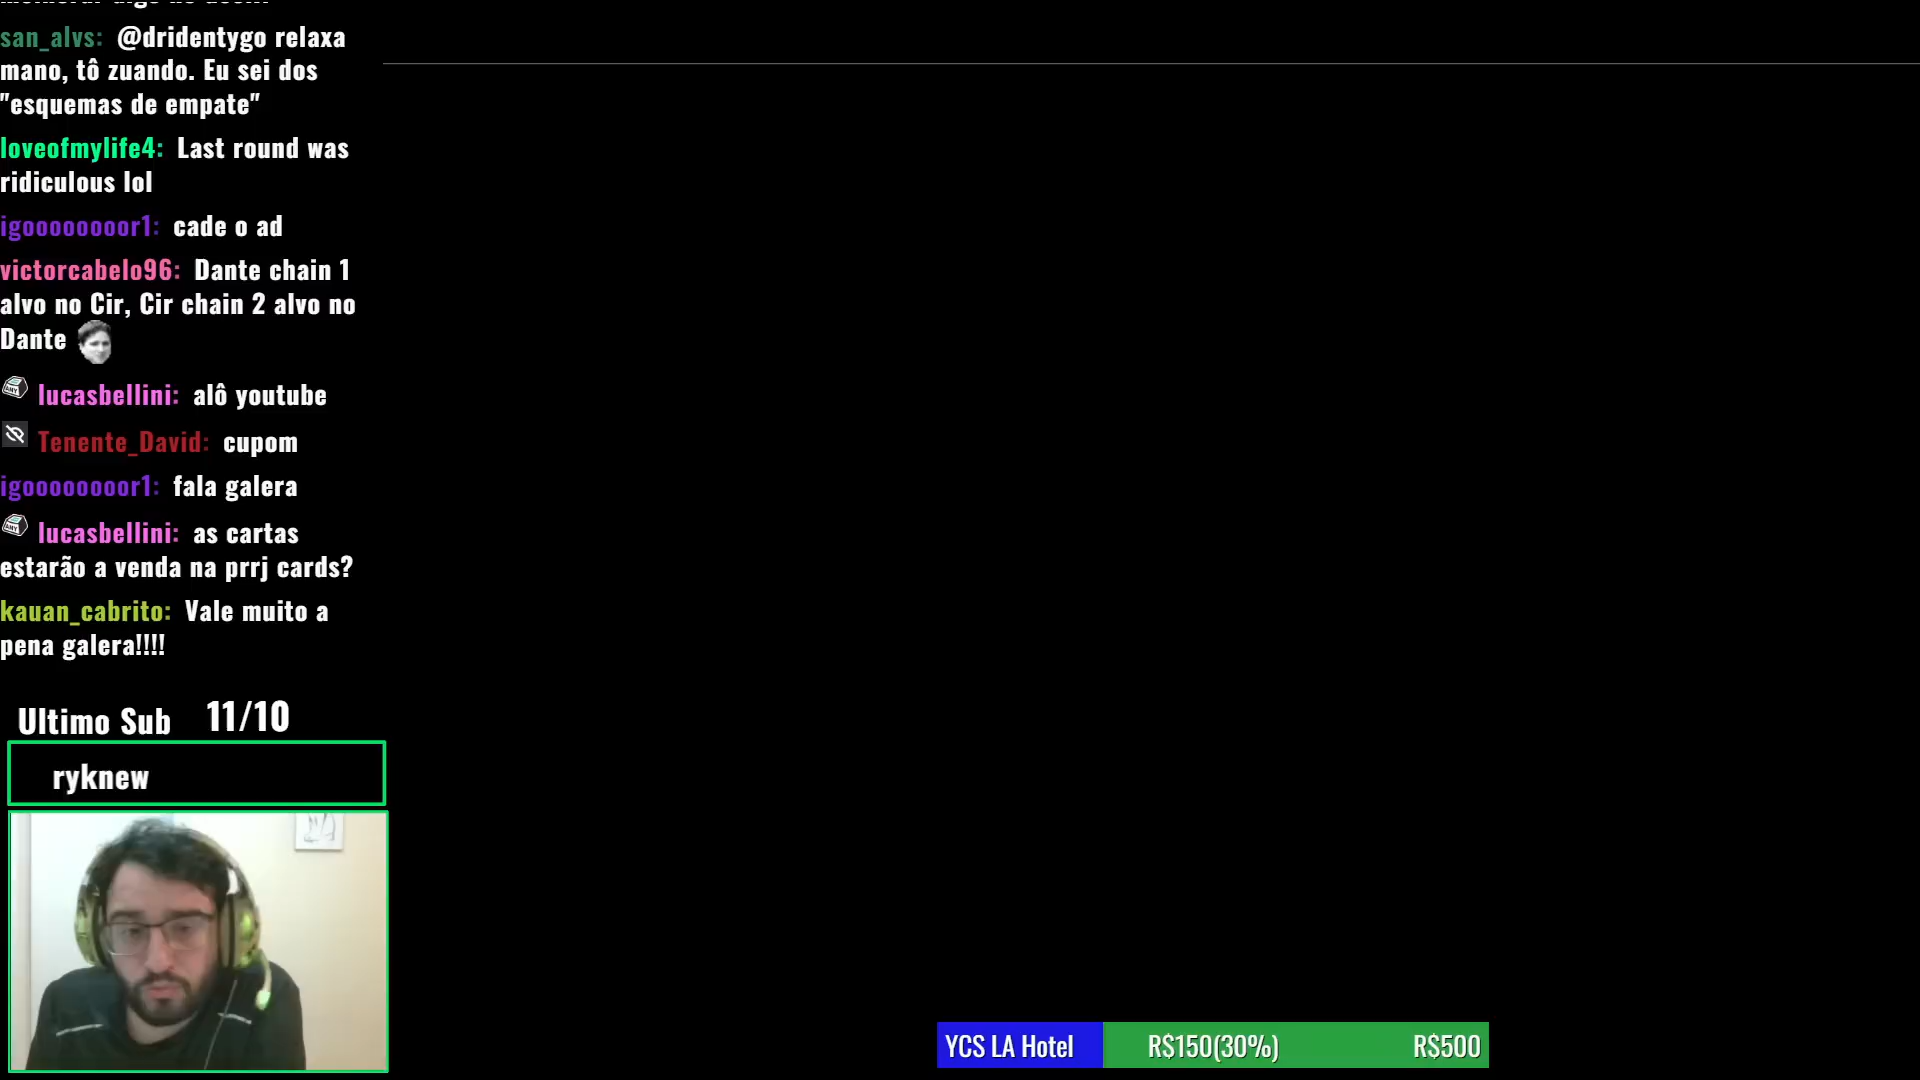 san_alvs: @dridentygo relaxa
mano, tô zuando. Eu sei dos
"esquemas de empate"
loveofmylife4: Last round was
ridiculous lol
igoooooooor1: cade o ad
victorcabelo96: Dante chain 1
alvo no Cir, Cir chain 2 alvo no
Dante
lucasbellini: alô youtube
Tenente_David: cupom
igoooooooor1: fala galera
lucasbellini: as cartas
estarão a venda na prrj cards?
kauan_cabrito: Vale muito a
pena galera!!!!
Ultimo Sub 11/10
ryknew
YCS LA Hotel R$150(30%) R$500